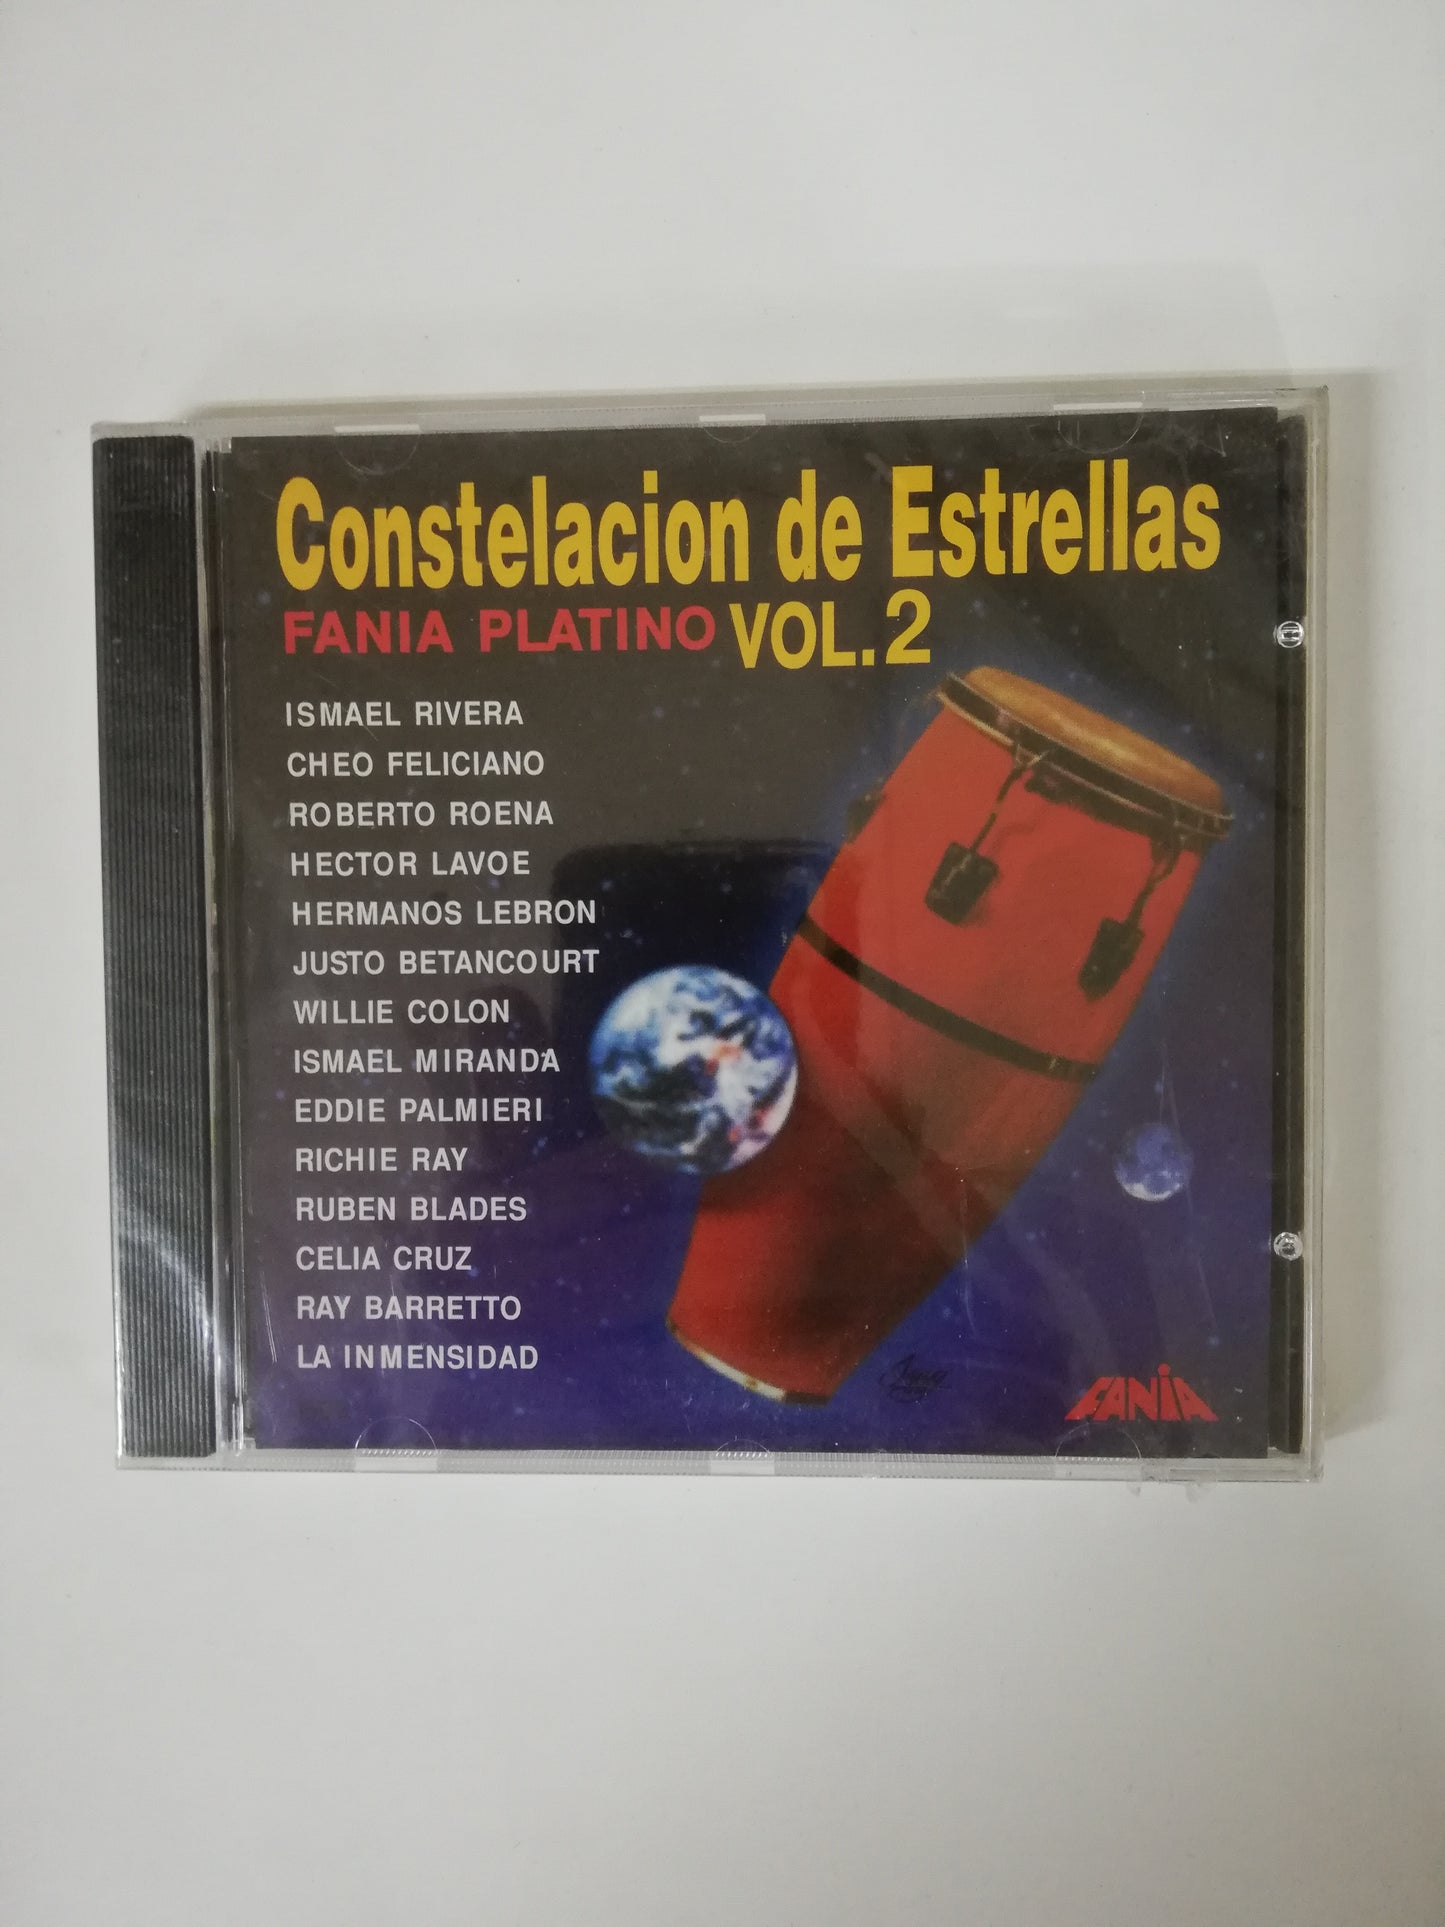 Constelacion de Estrellas
FANIA PLATINO VOL. 2
ISMAEL RIVERA
CHEO FELICIANO
ROBERTO ROENA
HECTOR LAVOE
HERMANOS LEBRON
JUSTO BETANCOURT
WILLIE COLON
ISMAEL MIRANDA
EDDIE PALMIERI
RICHIE RAY
RUBEN BLADES
CELIA CRUZ
RAY BARRETTO
LA INMENSIDAD
FANIA